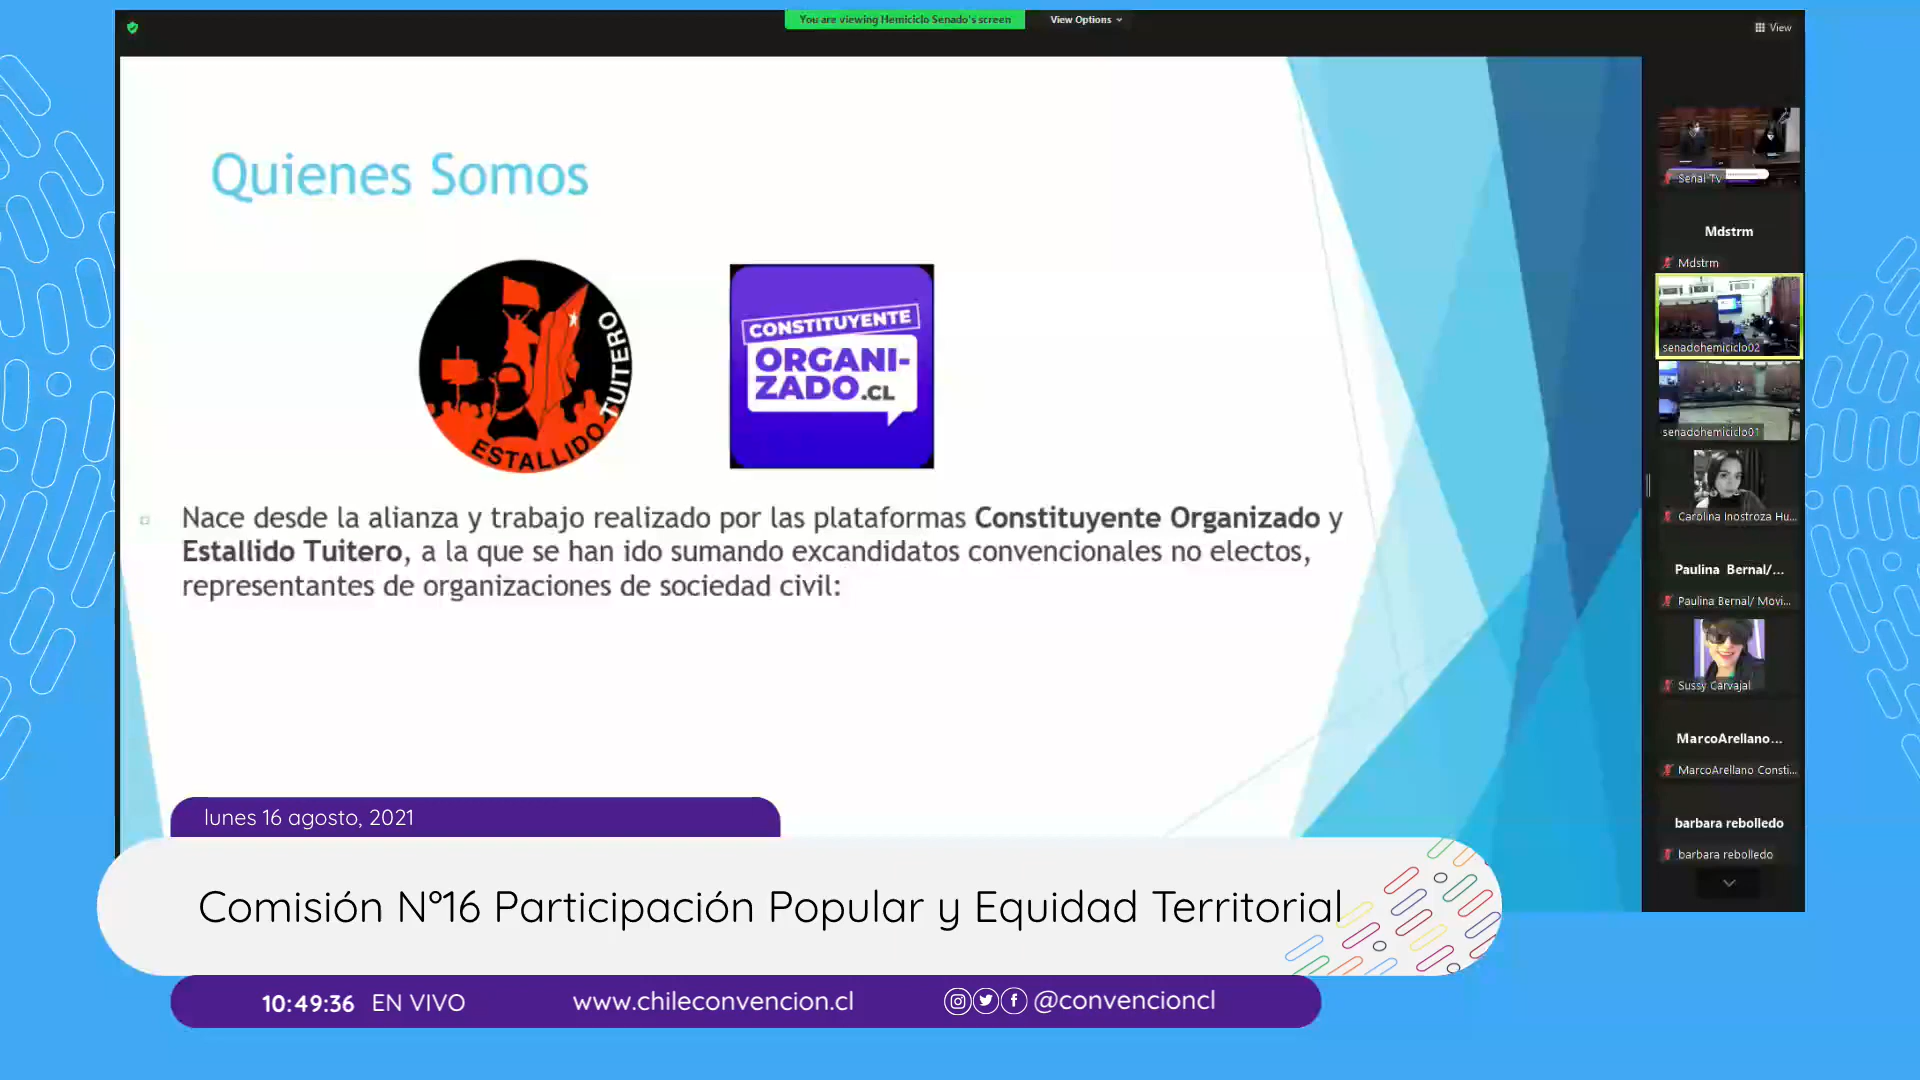 You are viewing Hemiciclo Senado's screen
View Options
View
Quienes Somos
ESTALLIDO TUITERO
CONSTITUYENTE
ORGANI-
ZADO.CL
Nace desde la alianza y trabajo realizado por las plataformas Constituyente Organizado y
Estallido Tuitero, a la que se han ido sumando excandidatos convencionales no electos,
representantes de organizaciones de sociedad civil:
Señal Tv
Mdstrm
Mdstrm
senadohemiciclo02
senadohemiciclo01
Carolina Inostroza Hu...
Paulina Bernal/...
Paulina Bernal/ Movi...
Sussy Carvajal
MarcoArellano...
MarcoArellano Consti...
barbara rebolledo
barbara rebolledo
lunes 16 agosto, 2021
Comisión N°16 Participación Popular y Equidad Territorial
10:49:36 EN VIVO www.chileconvencion.cl @convencioncl